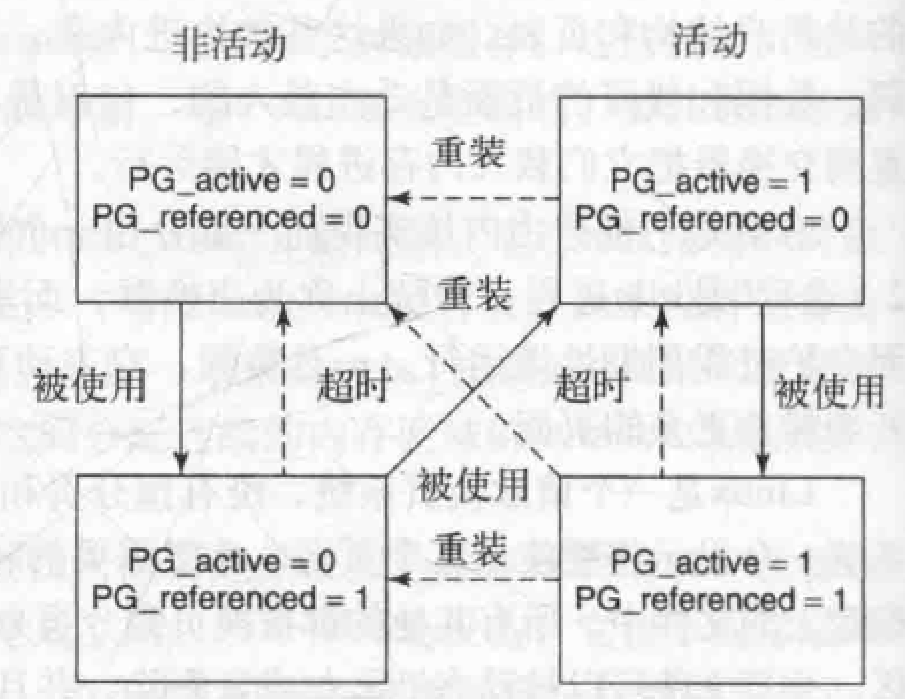 非活动
活动
PG_active = 0
PG_referenced = 0
重装
PG_active = 1
PG_referenced = 0
重装
被使用
超时
超时
被使用
被使用
PG_active = 0
PG_referenced = 1
重装
PG_active = 1
PG_referenced = 1